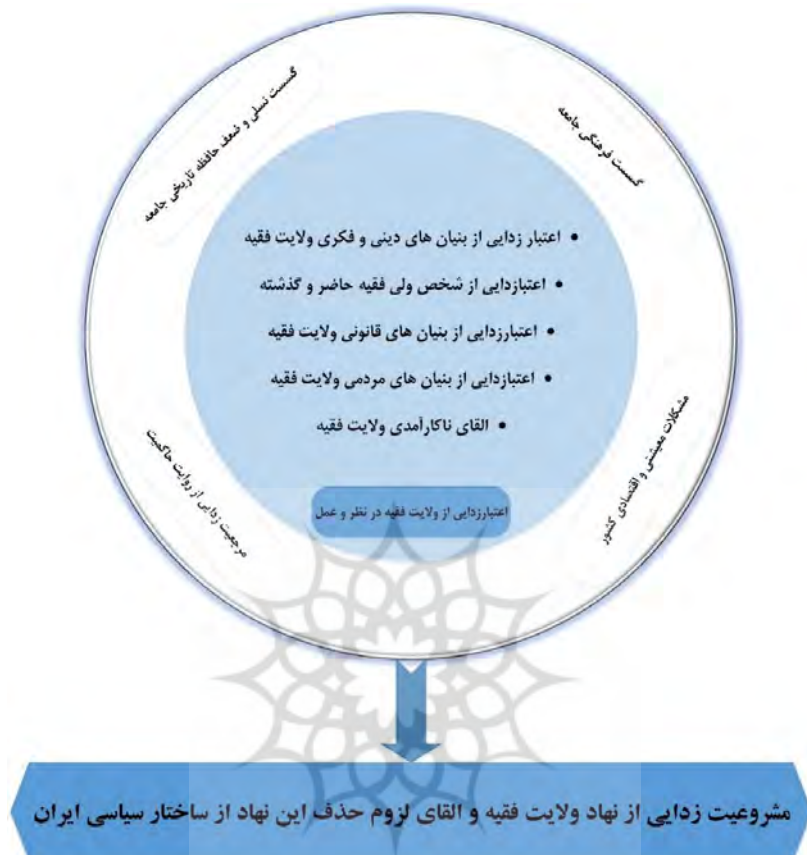 گسست نسلی و ضعف حافظه تاریخی جامعه
گسست فرهنگی جامعه
• اعتبار زدایی از بنیان های دینی و فکری ولایت فقیه
• اعتبازدایی از شخص ولی فقیه حاضر و گذشته
• اعتبارزدایی از بنیان های قانونی ولایت فقیه
• اعتبازدایی از بنیان های مردمی ولایت فقیه
• القای ناکارآمدی ولایت فقیه
مرجعیت زدایی از روایت حاکمیت
مشکلات معیشتی و اقتصادی کشور
اعتبارزدایی از ولایت فقیه در نظر و عمل
مشروعیت زدایی از نهاد ولایت فقیه و القای لزوم حذف این نهاد از ساختار سیاسی ایران